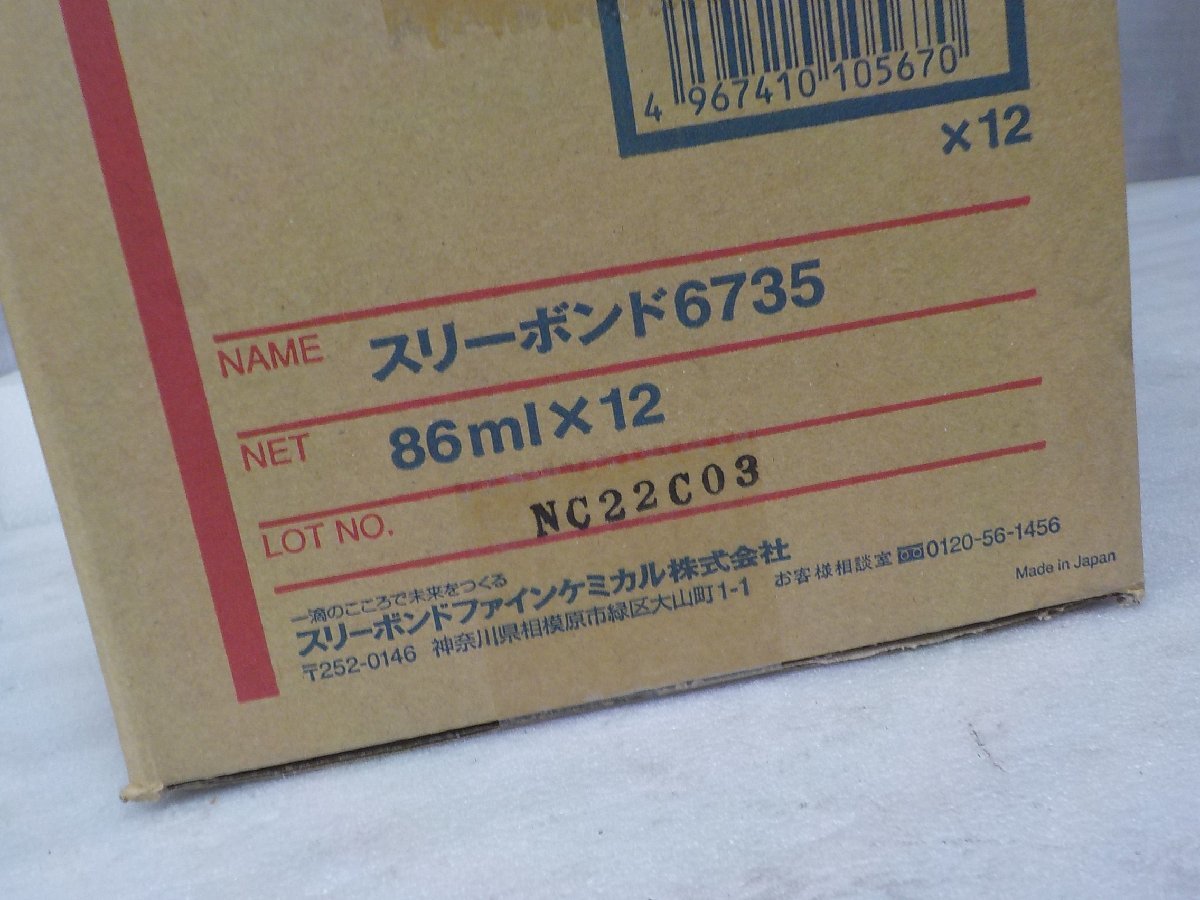 4 967410 105670
×12
NAME スリーボンド6735
NET 86ml×12
LOT NO. NC22C03
一滴のこころで未来をつくる
スリーボンドファインケミカル株式会社
〒252-0146 神奈川県相模原市緑区大山町1-1 お客様相談室 0120-56-1456
Made in Japan